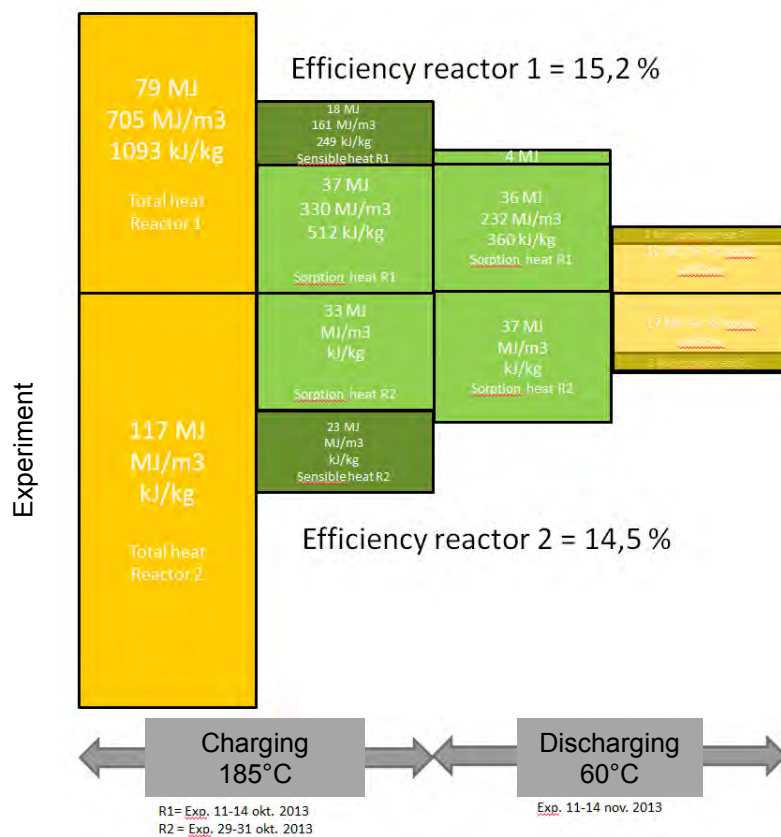 Efficiency reactor 1 = 15,2 %
79 MJ
705 MJ/m3
1093 kJ/kg
Total heat
Reactor 1
18 MJ
161 MJ/m3
249 kJ/kg
Sensible heat R1
37 MJ
330 MJ/m3
512 kJ/kg
Sorption heat R1
4 MJ
36 MJ
232 MJ/m3
360 kJ/kg
Sorption heat R1
33 MJ
MJ/m3
kJ/kg
Sorption heat R2
37 MJ
MJ/m3
kJ/kg
Sorption heat R2
23 MJ
MJ/m3
kJ/kg
Sensible heat R2
117 MJ
MJ/m3
kJ/kg
Total heat
Reactor 2
Experiment
Efficiency reactor 2 = 14,5 %
Charging
185°C
Discharging
60°C
R1= Exp. 11-14 okt. 2013
R2 = Exp. 29-31 okt. 2013
Exp. 11-14 nov. 2013